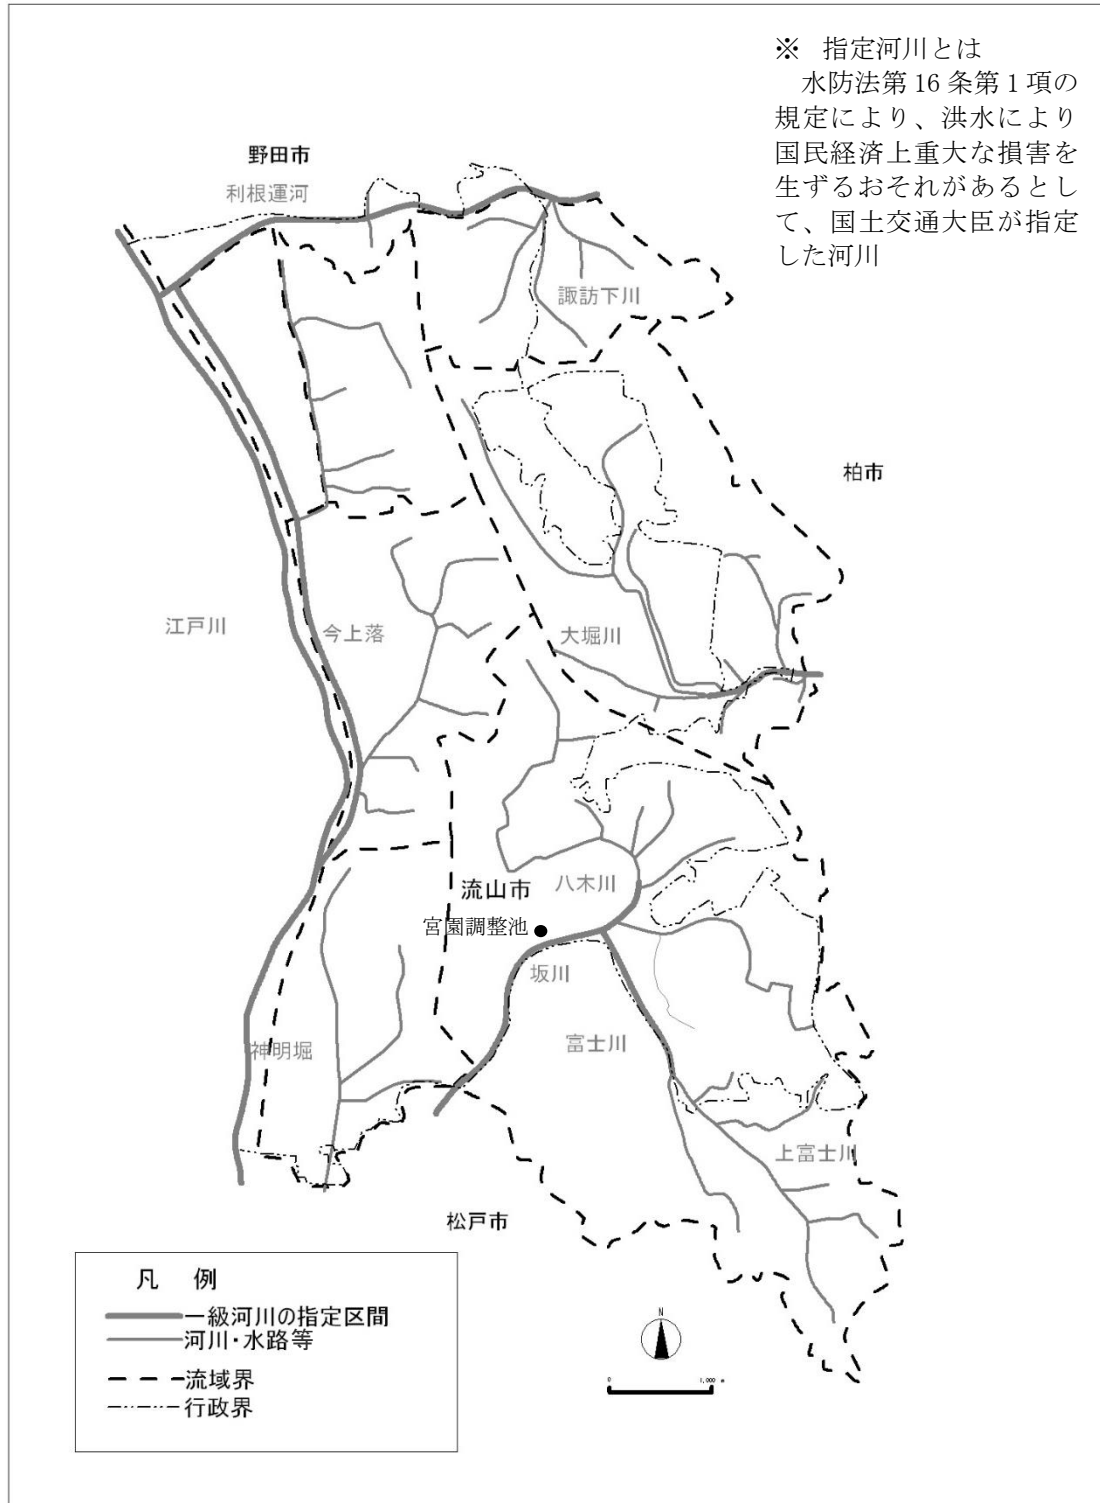 ※ 指定河川とは
水防法第 16 条第 1 項の
規定により、洪水により
国民経済上重大な損害を
生ずるおそれがあるとし
て、国土交通大臣が指定
した河川
野田市
利根運河
諏訪下川
柏市
江戸川
今上落
大堀川
流山市
八木川
宮園調整池
坂川
富士川
神明堀
上富士川
松戸市
凡 例
一級河川の指定区間
河川・水路等
流域界
行政界
N
0 1,000 m